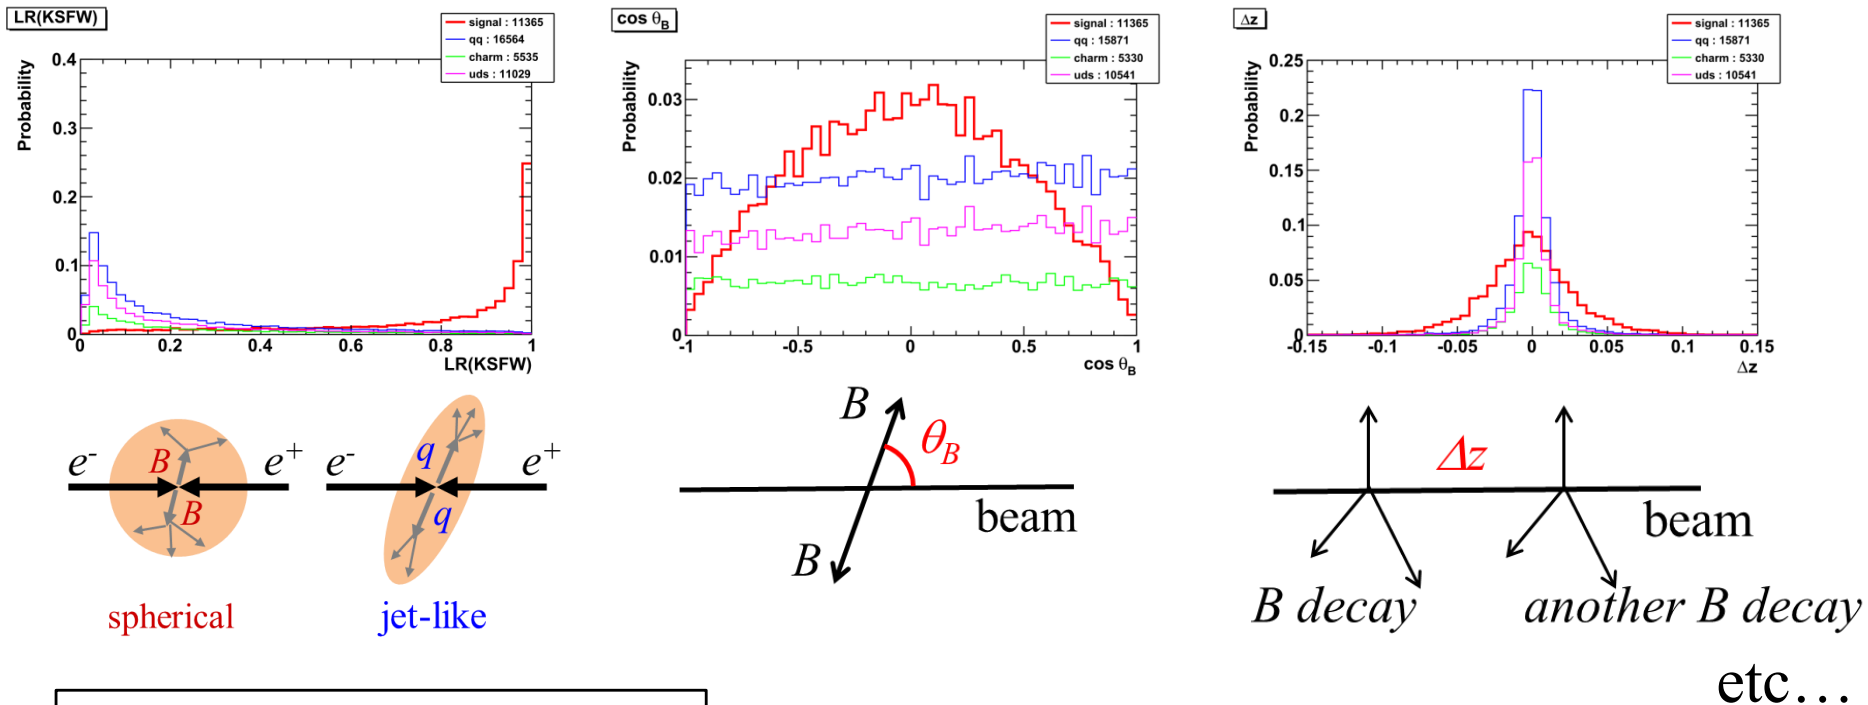 LR(KSFW)
signal : 11365
qq : 16564
charm : 5535
uds : 11029
Probability
0.4
0.3
0.2
0.1
0
0 0.2 0.4 0.6 0.8 1
LR(KSFW)
cos θB
signal : 11365
qq : 15871
charm : 5330
uds : 10541
Probability
0.03
0.02
0.01
0
-1 -0.5 0 0.5 1
cos θB
Δz
signal : 11365
qq : 15871
charm : 5330
uds : 10541
Probability
0.25
0.2
0.15
0.1
0.05
0
-0.15 -0.1 -0.05 0 0.05 0.1 0.15
Δz
e- B e+
B
spherical
e- q e+
q
jet-like
B
θB
beam
B
Δz
beam
B decay another B decay
etc…